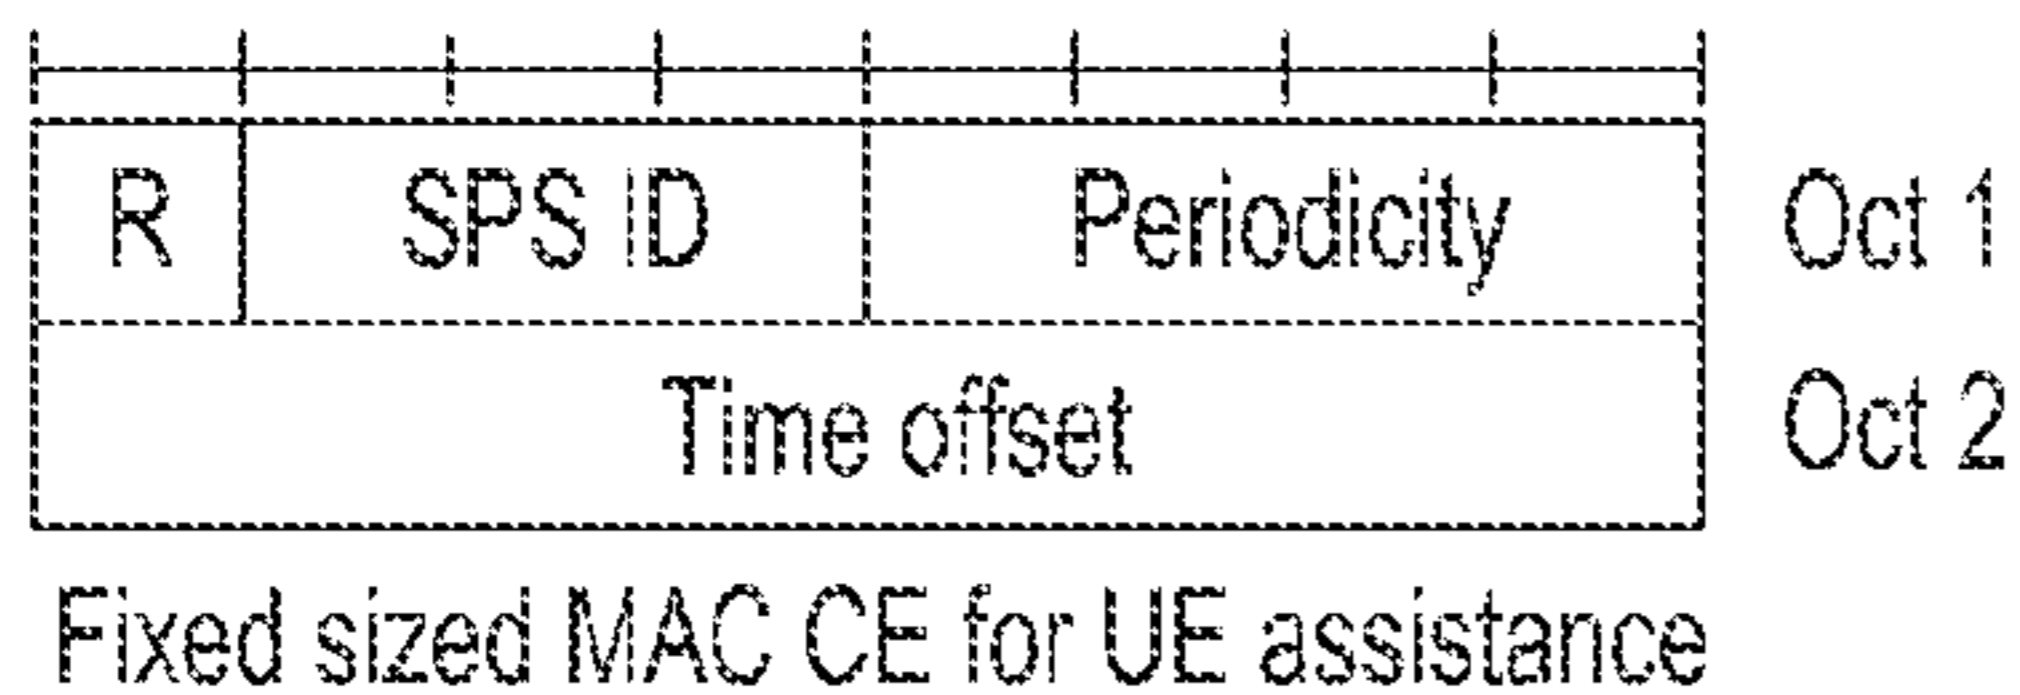 R SPS ID Periodicity Oct 1
Time offset Oct 2
Fixed sized MAC CE for UE assistance